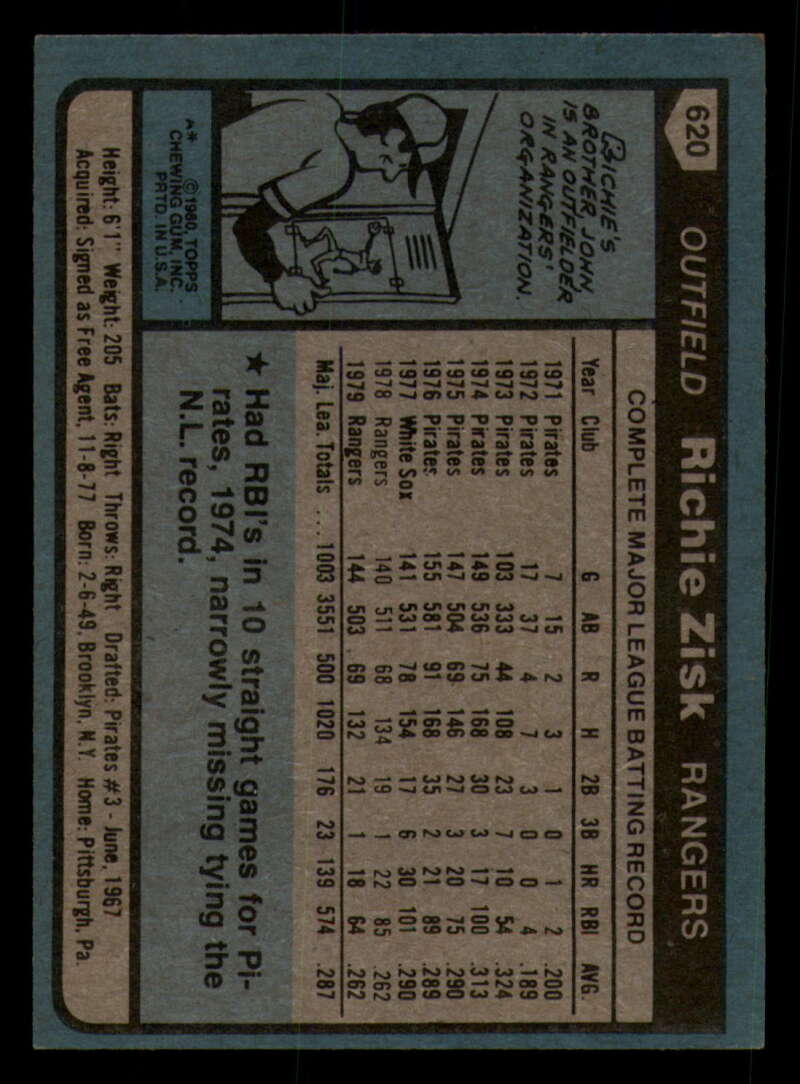 620 OUTFIELD Richie Zisk RANGERS
RICHIE'S
BROTHER, JOHN
IS AN OUTFIELDER
IN RANGERS'
ORGANIZATION.
A* © 1980, TOPPS
CHEWING GUM, INC.
PRTD. IN U.S.A.
COMPLETE MAJOR LEAGUE BATTING RECORD
Year Club G AB R H 2B 3B HR RBI AVG.
1971 Pirates 7 15 2 3 1 0 1 2 .200
1972 Pirates 17 37 4 7 3 0 0 4 .189
1973 Pirates 103 333 44 108 23 7 10 54 .324
1974 Pirates 149 536 75 168 30 3 17 100 .313
1975 Pirates 147 504 69 146 27 3 20 75 .290
1976 Pirates 155 581 91 168 35 2 21 89 .289
1977 White Sox 141 531 78 154 17 6 30 101 .290
1978 Rangers 140 511 68 134 19 1 22 85 .262
1979 Rangers 144 503 69 132 21 1 18 64 .262
Maj. Lea. Totals ... 1003 3551 500 1020 176 23 139 574 .287
★ Had RBI's in 10 straight games for Pi-
rates, 1974, narrowly missing tying the
N.L. record.
Height: 6'1" Weight: 205 Bats: Right Throws: Right Drafted: Pirates #3 - June, 1967
Acquired: Signed as Free Agent, 11-8-77 Born: 2-6-49, Brooklyn, N.Y. Home: Pittsburgh, Pa.